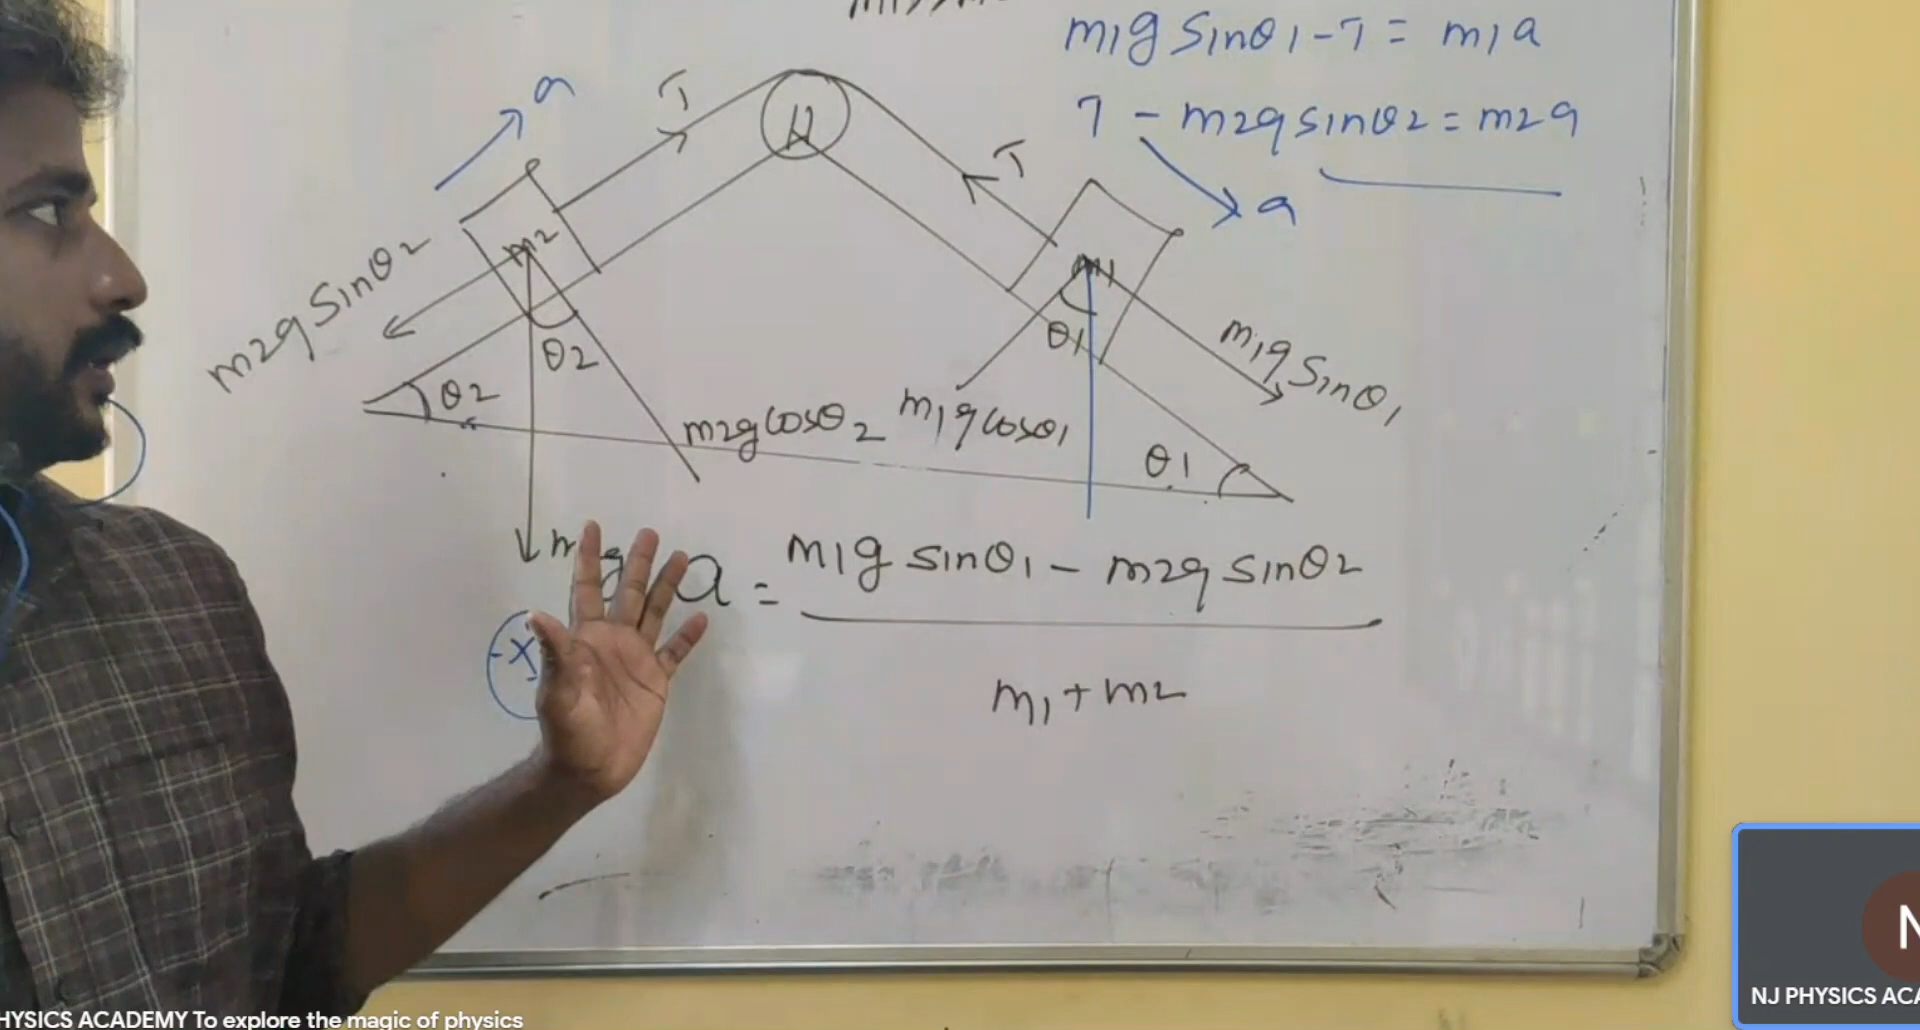 m1g sinθ1 - T = m1a
T - m2g sinθ2 = m2a
a
T
T
a
m2
m1
m2g sinθ2
θ2
θ2
θ1
m1g sinθ1
m2g cosθ2
m1g cosθ1
θ1
a = m1g sinθ1 - m2g sinθ2
m1 + m2
-x
N
NJ PHYSICS ACA
HYSICS ACADEMY To explore the magic of physics